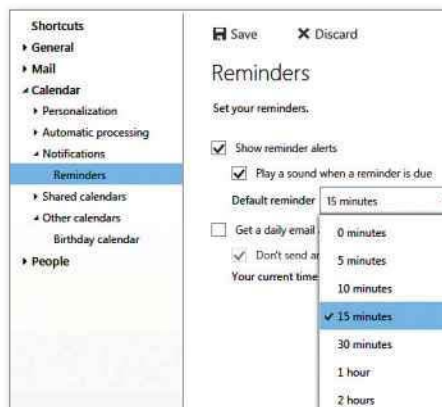 Shortcuts
General
Mail
Calendar
Personalization
Automatic processing
Notifications
Reminders
Shared calendars
Other calendars
Birthday calendar
People
Save
Discard
Reminders
Set your reminders.
Show reminder alerts
Play a sound when a reminder is due
Default reminder 15 minutes
Get a daily email
Don't send
Your current time
0 minutes
5 minutes
10 minutes
15 minutes
30 minutes
1 hour
2 hours